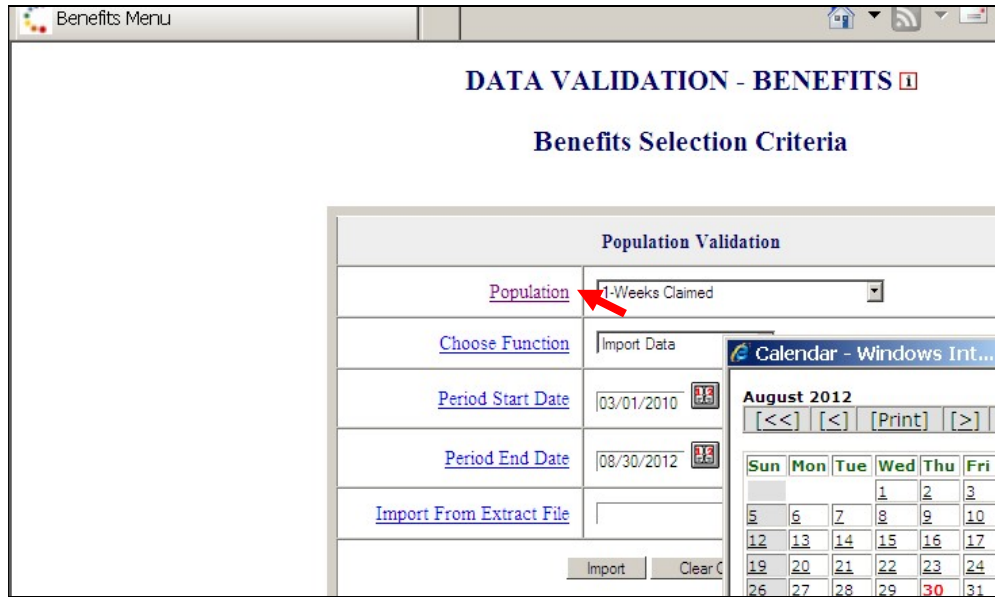 Benefits Menu
DATA VALIDATION - BENEFITS i
Benefits Selection Criteria
Population Validation
Population 1-Weeks Claimed
Choose Function Import Data
Period Start Date 03/01/2010
Period End Date 08/30/2012
Import From Extract File
Import Clear
Calendar - Windows Int...
August 2012
[<<] [<] [Print] [>]
Sun Mon Tue Wed Thu Fri
1 2 3
5 6 7 8 9 10
12 13 14 15 16 17
19 20 21 22 23 24
26 27 28 29 30 31